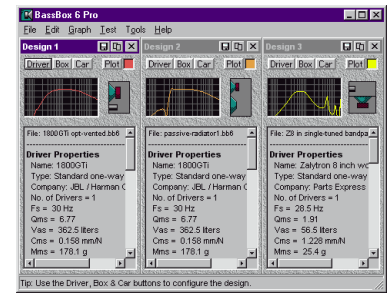 BassBox 6 Pro
File Edit Graph Test Tools Help
Design 1
Driver Box Car Plot
File: 1800GTi opt-vented.bb6
Driver Properties
Name: 1800GTi
Type: Standard one-way
Company: JBL / Harman
No. of Drivers = 1
Fs = 30 Hz
Qms = 6.77
Vas = 362.5 liters
Cms = 0.158 mm/N
Mms = 178.1 g
Design 2
Driver Box Car Plot
File: passive-radiator1.bb6
Driver Properties
Name: 1800GTi
Type: Standard one-way
Company: JBL / Harman
No. of Drivers = 1
Fs = 30 Hz
Qms = 6.77
Vas = 362.5 liters
Cms = 0.158 mm/N
Mms = 178.1 g
Design 3
Driver Box Car Plot
File: Z8 in single-tuned bandpa
Driver Properties
Name: Zalytron 8 inch wo
Type: Standard one-way
Company: Parts Express
No. of Drivers = 1
Fs = 28.5 Hz
Qms = 1.91
Vas = 56.5 liters
Cms = 1.228 mm/N
Mms = 25.4 g
Tip: Use the Driver, Box & Car buttons to configure the design.